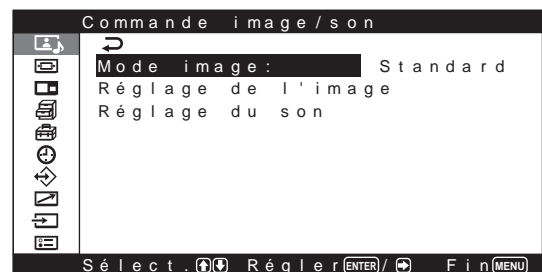 Commande image/son
Mode image: Standard
Réglage de l'image
Réglage du son
Sélect. Régler ENTER / Fin MENU